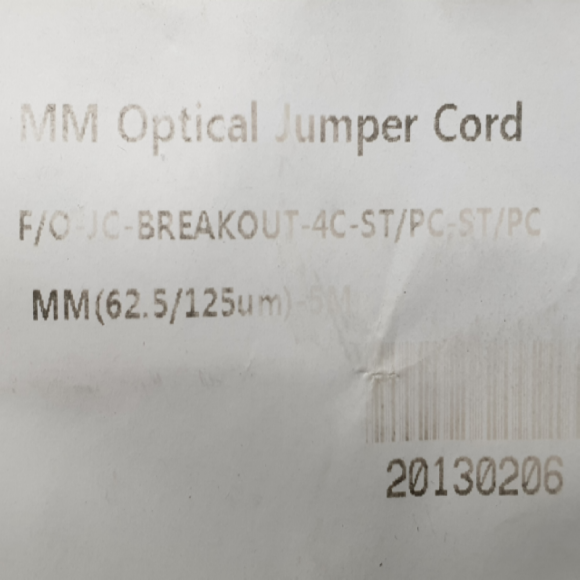 MM Optical Jumper Cord
F/O-JC-BREAKOUT-4C-ST/PC-ST/PC
MM(62.5/125um)-5M
20130206